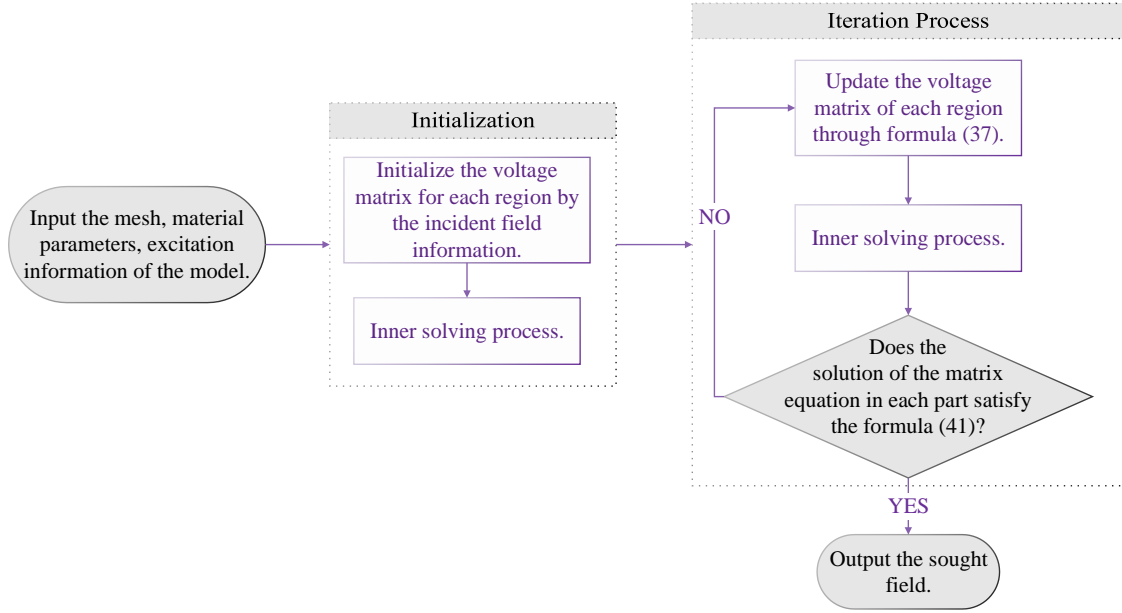 Input the mesh, material
parameters, excitation
information of the model.
Initialization
Initialize the voltage
matrix for each region by
the incident field
information.
Inner solving process.
Iteration Process
Update the voltage
matrix of each region
through formula (37).
Inner solving process.
Does the
solution of the matrix
equation in each part satisfy
the formula (41)?
NO
YES
Output the sought
field.